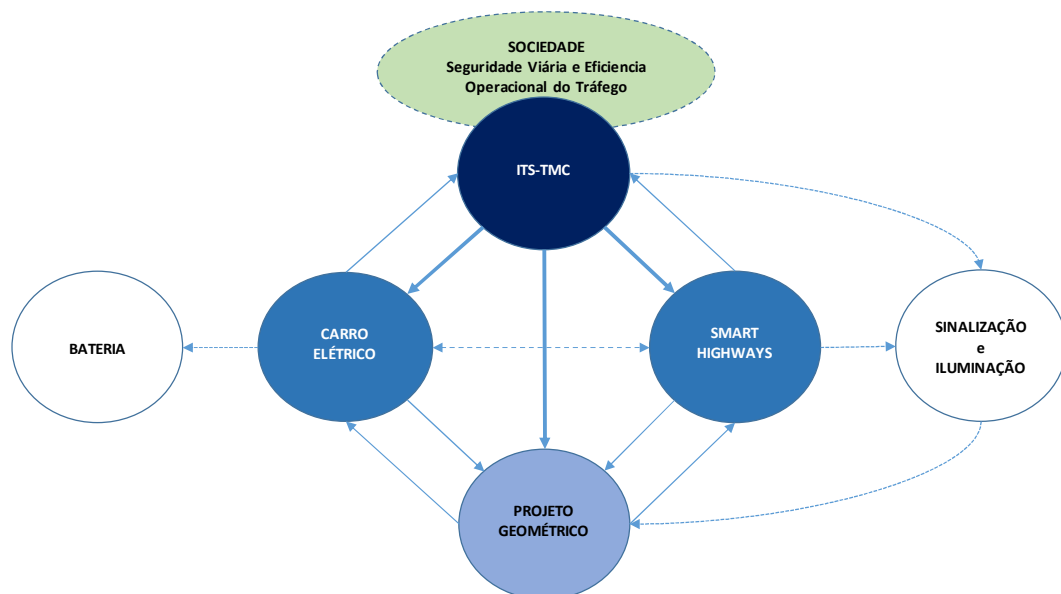 SOCIEDADE
Seguridade Viária e Eficiencia
Operacional do Tráfego
ITS-TMC
BATERIA
CARRO
ELÉTRICO
SMART
HIGHWAYS
SINALIZAÇÃO
e
ILUMINAÇÃO
PROJETO
GEOMÉTRICO